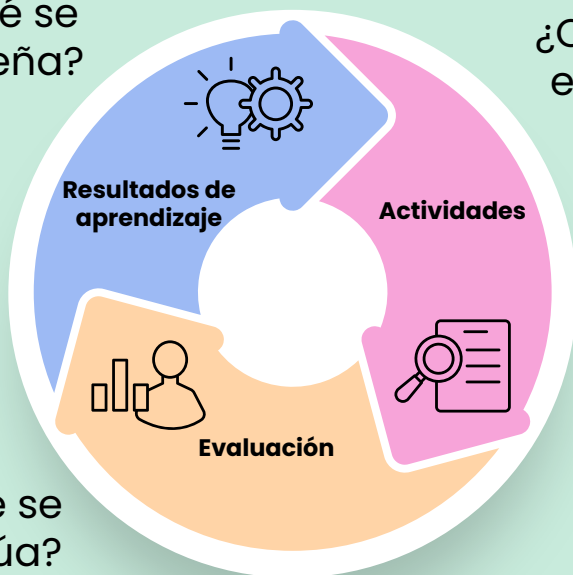 é se
eña?
¿C
e
Resultados de
aprendizaje
Actividades
Evaluación
e se
úa?